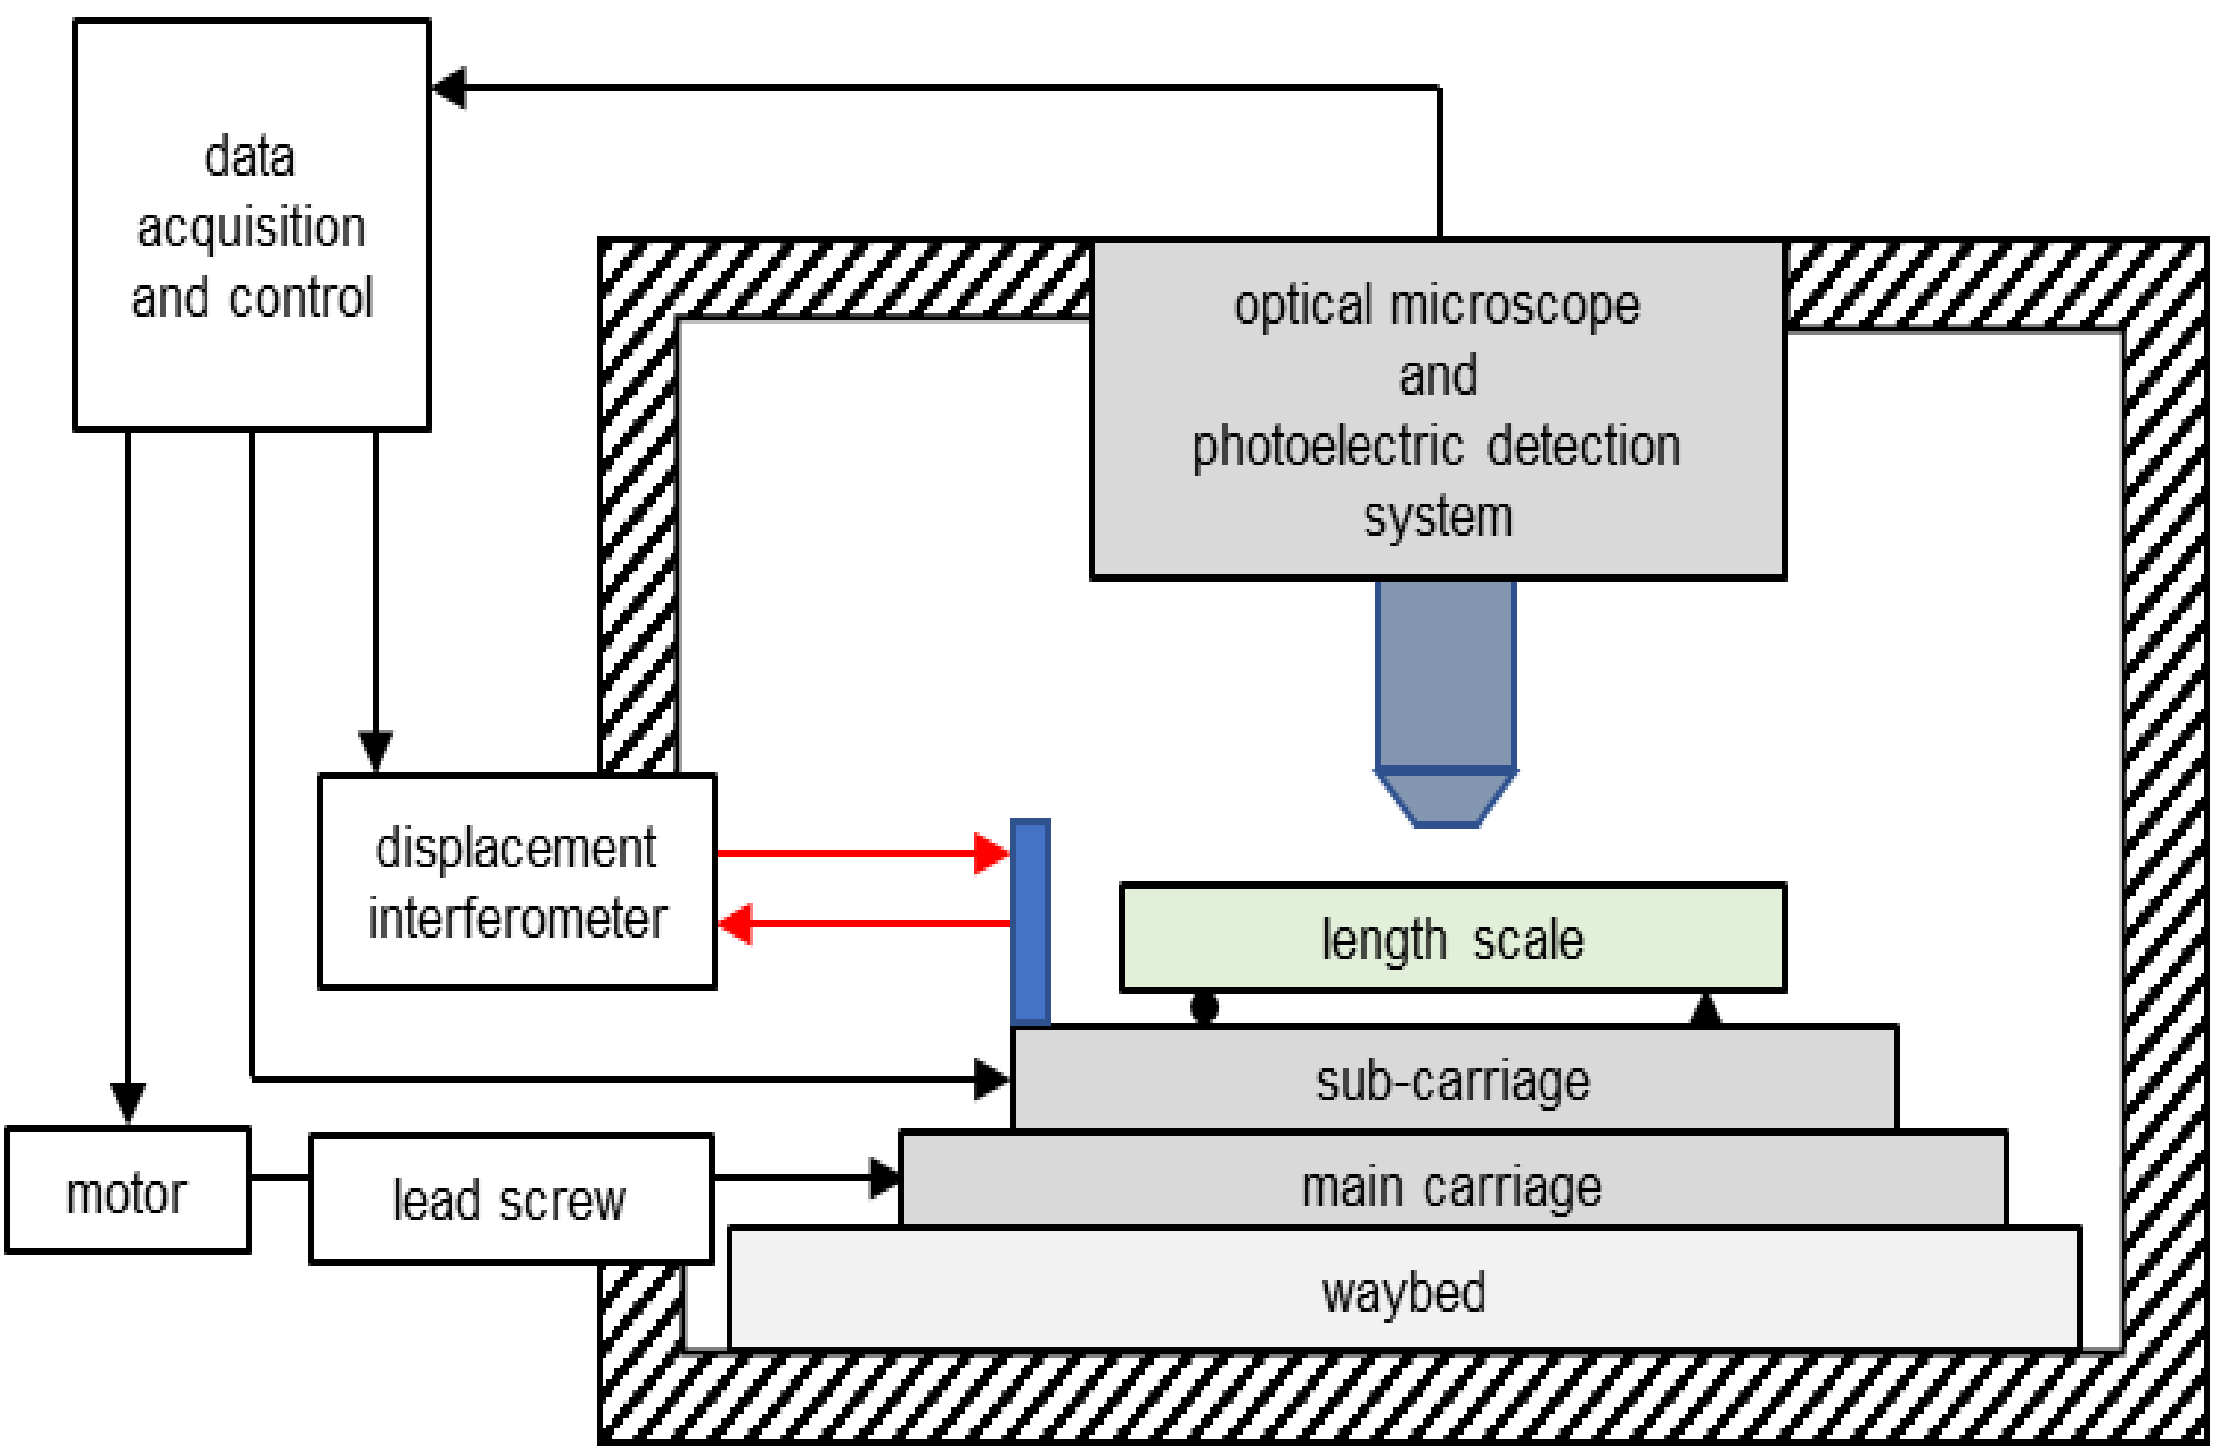 data
acquisition
and control
optical microscope
and
photoelectric detection
system
displacement
interferometer
length scale
sub-carriage
motor
lead screw
main carriage
waybed